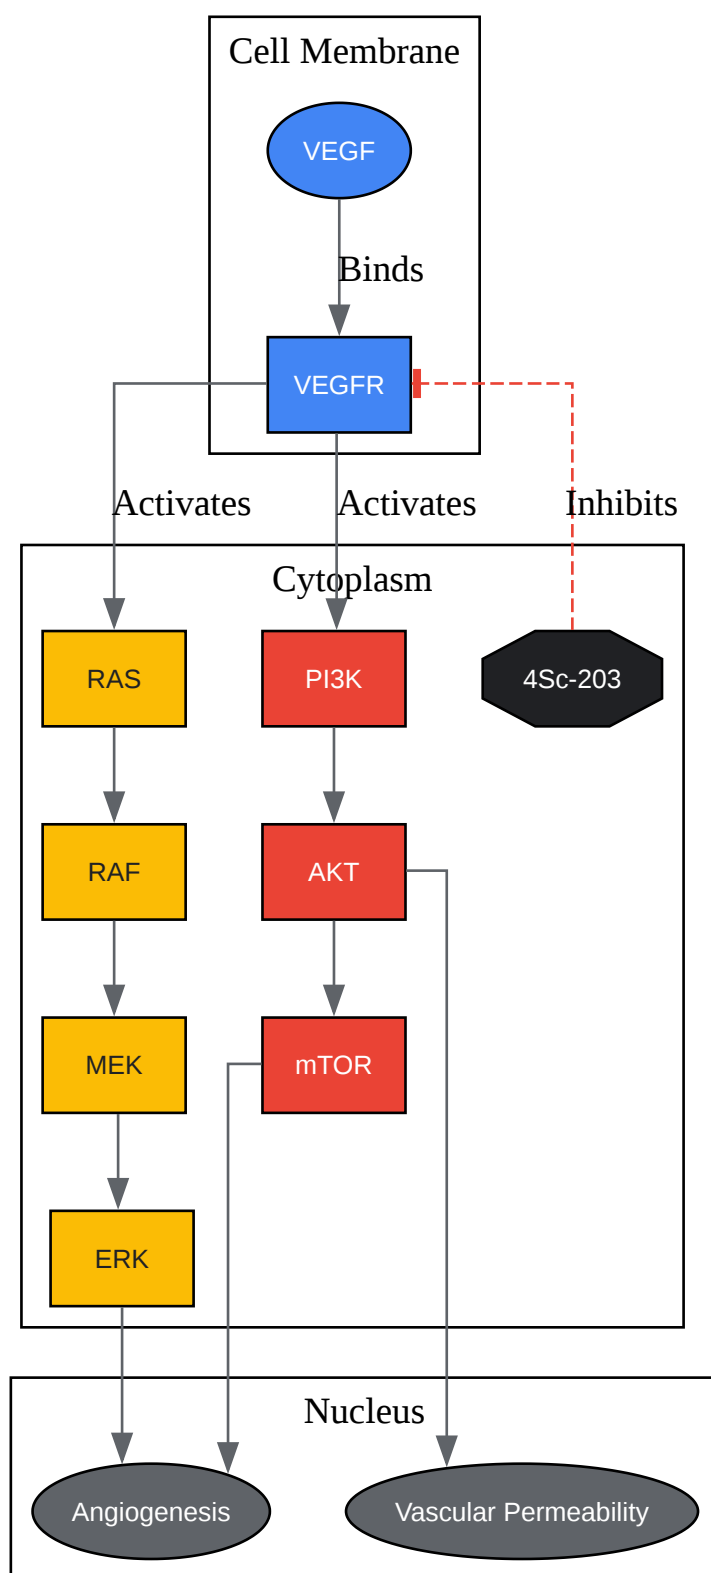 Cell Membrane
VEGF
Binds
VEGFR
Activates
Activates
Inhibits
Cytoplasm
RAS
PI3K
4Sc-203
RAF
AKT
MEK
mTOR
ERK
Nucleus
Angiogenesis
Vascular Permeability